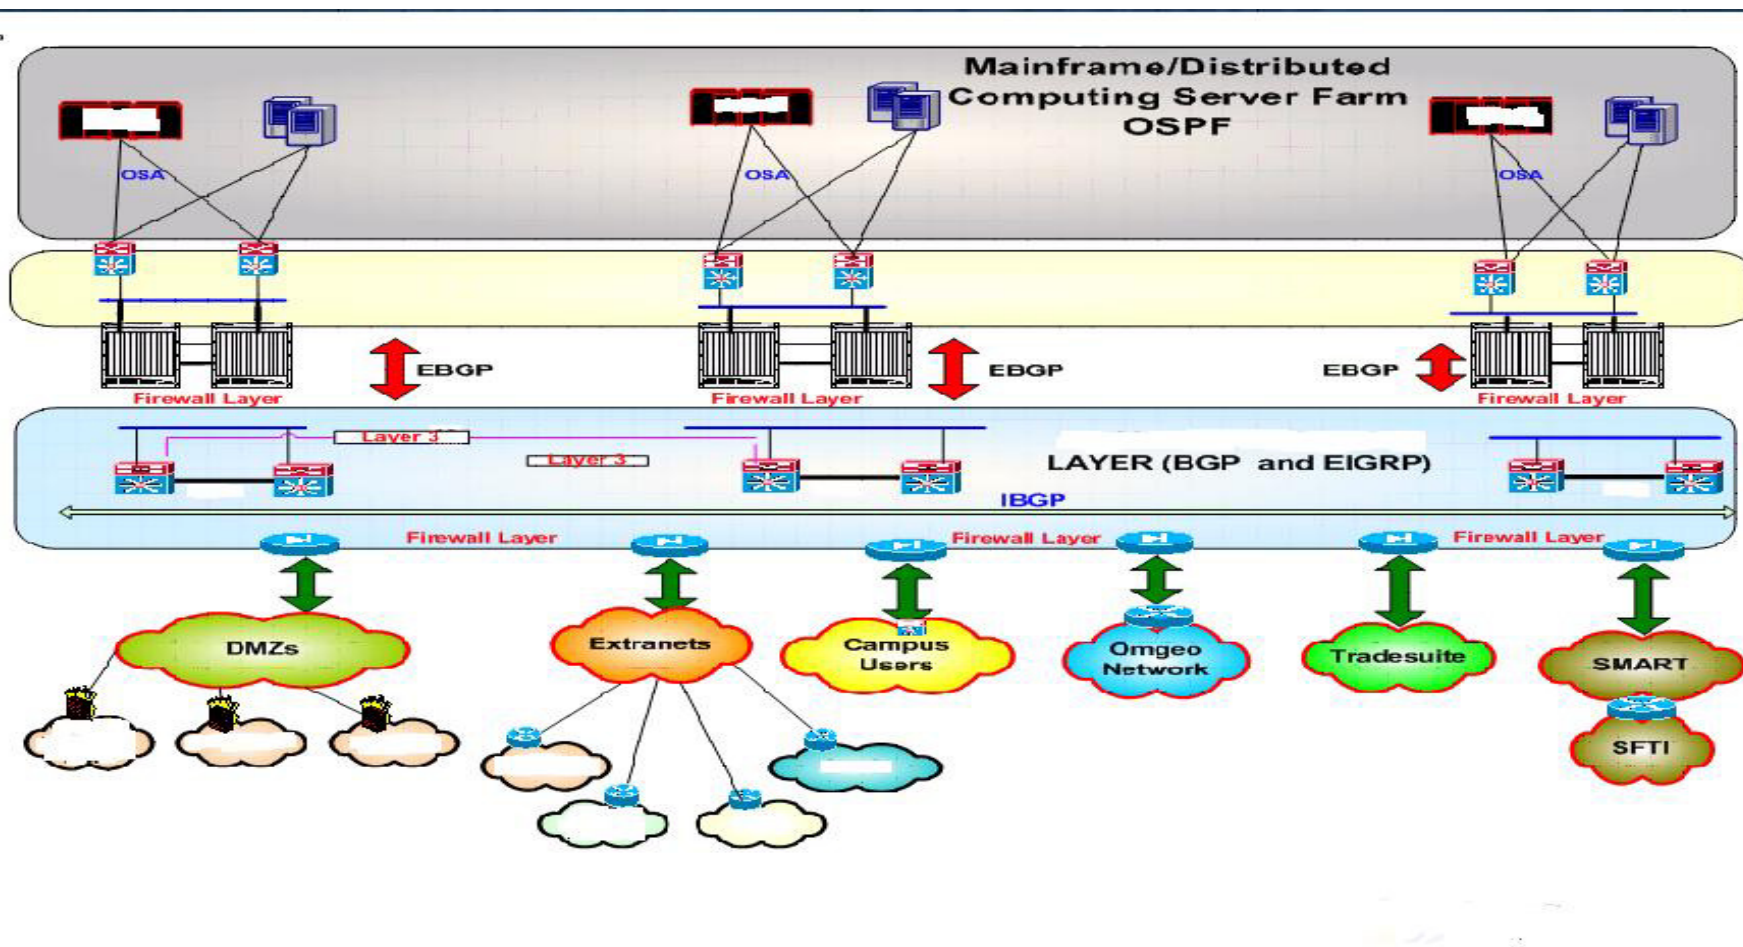 Mainframe/Distributed
Computing Server Farm
OSPF
OSA
OSA
OSA
EBGP
EBGP
EBGP
Firewall Layer
Firewall Layer
Firewall Layer
Layer 3
Layer 3
LAYER (BGP and EIGRP)
IBGP
Firewall Layer
Firewall Layer
Firewall Layer
DMZs
Extranets
Campus
Users
Omgeo
Network
Tradesuite
SMART
SFTI